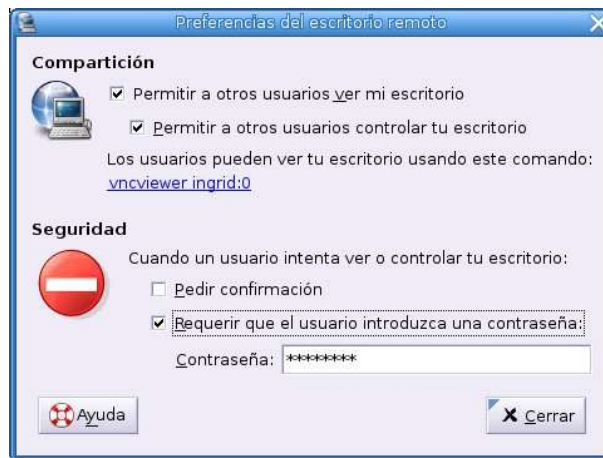 Preferencias del escritorio remoto
Compartición
Permitir a otros usuarios ver mi escritorio
Permitir a otros usuarios controlar tu escritorio
Los usuarios pueden ver tu escritorio usando este comando:
vncviewer ingrid:0
Seguridad
Cuando un usuario intenta ver o controlar tu escritorio:
Pedir confirmación
Requerir que el usuario introduzca una contraseña:
Contraseña: ********
Ayuda
Cerrar